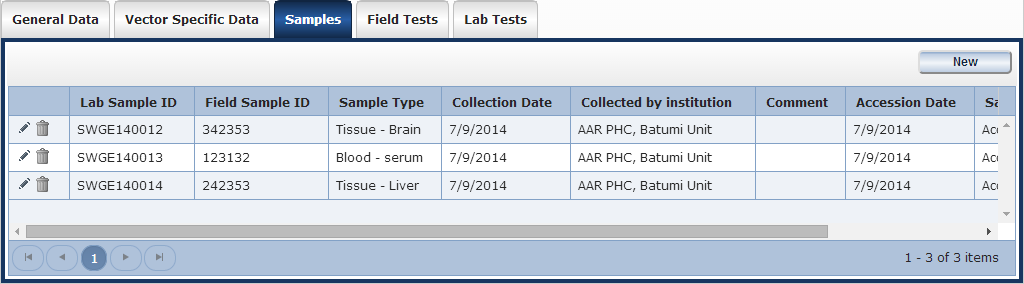 General Data Vector Specific Data Samples Field Tests Lab Tests
New
Lab Sample ID Field Sample ID Sample Type Collection Date Collected by institution Comment Accession Date Sa
SWGE140012 342353 Tissue - Brain 7/9/2014 AAR PHC, Batumi Unit 7/9/2014 Acc
SWGE140013 123132 Blood - serum 7/9/2014 AAR PHC, Batumi Unit 7/9/2014 Acc
SWGE140014 242353 Tissue - Liver 7/9/2014 AAR PHC, Batumi Unit 7/9/2014 Acc
1 1 - 3 of 3 items